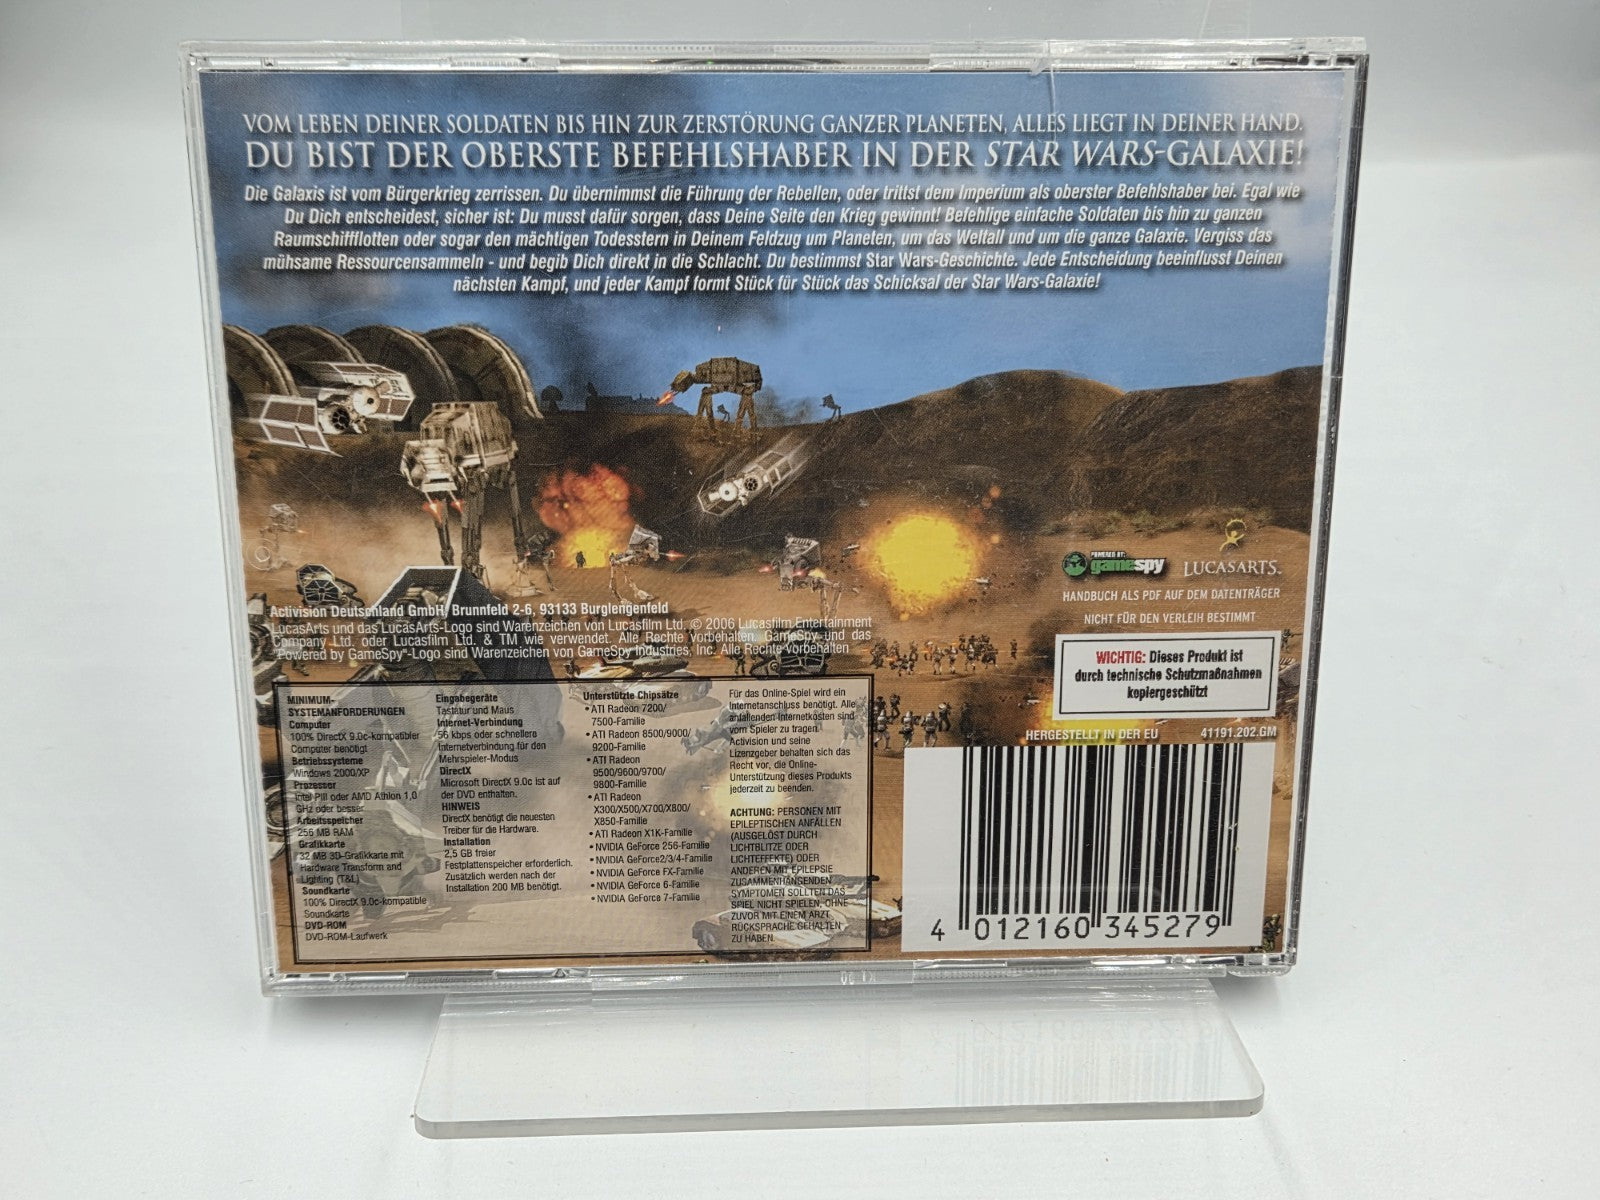 VOM LEBEN DEINER SOLDATEN BIS HIN ZUR ZERSTÖRUNG GANZER PLANETEN, ALLES LIEGT IN DEINER HAND.
DU BIST DER OBERSTE BEFEHLSHABER IN DER STAR WARS-GALAXIE!
Die Galaxis ist vom Bürgerkrieg zerrissen. Du übernimmst die Führung der Rebellen, oder trittst dem Imperium als oberster Befehlshaber bei. Egal wie
Du Dich entscheidest, sicher ist: Du musst dafür sorgen, dass Deine Seite den Krieg gewinnt! Befehlige einfache Soldaten bis hin zu ganzen
Raumschiffflotten oder sogar den mächtigen Todesstern in Deinem Feldzug um Planeten, um das Weltall und um die ganze Galaxie. Vergiss das
mühsame Ressourcensammeln - und begib Dich direkt in die Schlacht. Du bestimmst Star Wars-Geschichte. Jede Entscheidung beeinflusst Deinen
nächsten Kampf, und jeder Kampf formt Stück für Stück das Schicksal der Star Wars-Galaxie!
POWERED BY:
gamespy
LUCASARTS.
HANDBUCH ALS PDF AUF DEM DATENTRÄGER
NICHT FÜR DEN VERLEIH BESTIMMT
WICHTIG: Dieses Produkt ist
durch technische Schutzmaßnahmen
kopiergeschützt
Activision Deutschland GmbH, Brunnfeld 2-6, 93133 Burglengenfeld
LucasArts und das LucasArts-Logo sind Warenzeichen von Lucasfilm Ltd. © 2006 Lucasfilm Entertainment
Company Ltd. oder Lucasfilm Ltd. & TM wie verwendet. Alle Rechte vorbehalten. GameSpy und das
"Powered by GameSpy"-Logo sind Warenzeichen von GameSpy Industries, Inc. Alle Rechte vorbehalten
MINIMUM-
SYSTEMANFORDERUNGEN
Computer
100% DirectX 9.0c-kompatibler
Computer benötigt
Betriebssysteme
Windows 2000/XP
Prozessor
Intel PIII oder AMD Athlon 1,0
GHz oder besser
Arbeitsspeicher
256 MB RAM
Grafikkarte
32 MB 3D-Grafikkarte mit
Hardware Transform and
Lighting (T&L)
Soundkarte
100% DirectX 9.0c-kompatible
Soundkarte
DVD-ROM
DVD-ROM-Laufwerk
Eingabegeräte
Tastatur und Maus
Internet-Verbindung
56 kbps oder schnellere
Internetverbindung für den
Mehrspieler-Modus
DirectX
Microsoft DirectX 9.0c ist auf
der DVD enthalten.
HINWEIS
DirectX benötigt die neuesten
Treiber für die Hardware.
Installation
2,5 GB freier
Festplattenspeicher erforderlich.
Zusätzlich werden nach der
Installation 200 MB benötigt.
Unterstützte Chipsätze
• ATI Radeon 7200/
7500-Familie
• ATI Radeon 8500/9000/
9200-Familie
• ATI Radeon
9500/9600/9700/
9800-Familie
• ATI Radeon
X300/X500/X700/X800/
X850-Familie
• ATI Radeon X1K-Familie
• NVIDIA GeForce 256-Familie
• NVIDIA GeForce2/3/4-Familie
• NVIDIA GeForce FX-Familie
• NVIDIA GeForce 6-Familie
• NVIDIA GeForce 7-Familie
Für das Online-Spiel wird ein
Internetanschluss benötigt. Alle
anfallenden Internetkosten sind
vom Spieler zu tragen.
Activision und seine
Lizenzgeber behalten sich das
Recht vor, die Online-
Unterstützung dieses Produkts
jederzeit zu beenden.
ACHTUNG: PERSONEN MIT
EPILEPTISCHEN ANFÄLLEN
(AUSGELÖST DURCH
LICHTBLITZE ODER
LICHTEFFEKTE) ODER
ANDEREN MIT EPILEPSIE
ZUSAMMENHÄNGENDEN
SYMPTOMEN SOLLTEN DAS
SPIEL NICHT SPIELEN, OHNE
ZUVOR MIT EINEM ARZT
RÜCKSPRACHE GEHALTEN
ZU HABEN.
HERGESTELLT IN DER EU 41191.202.GM
4 012160 345279